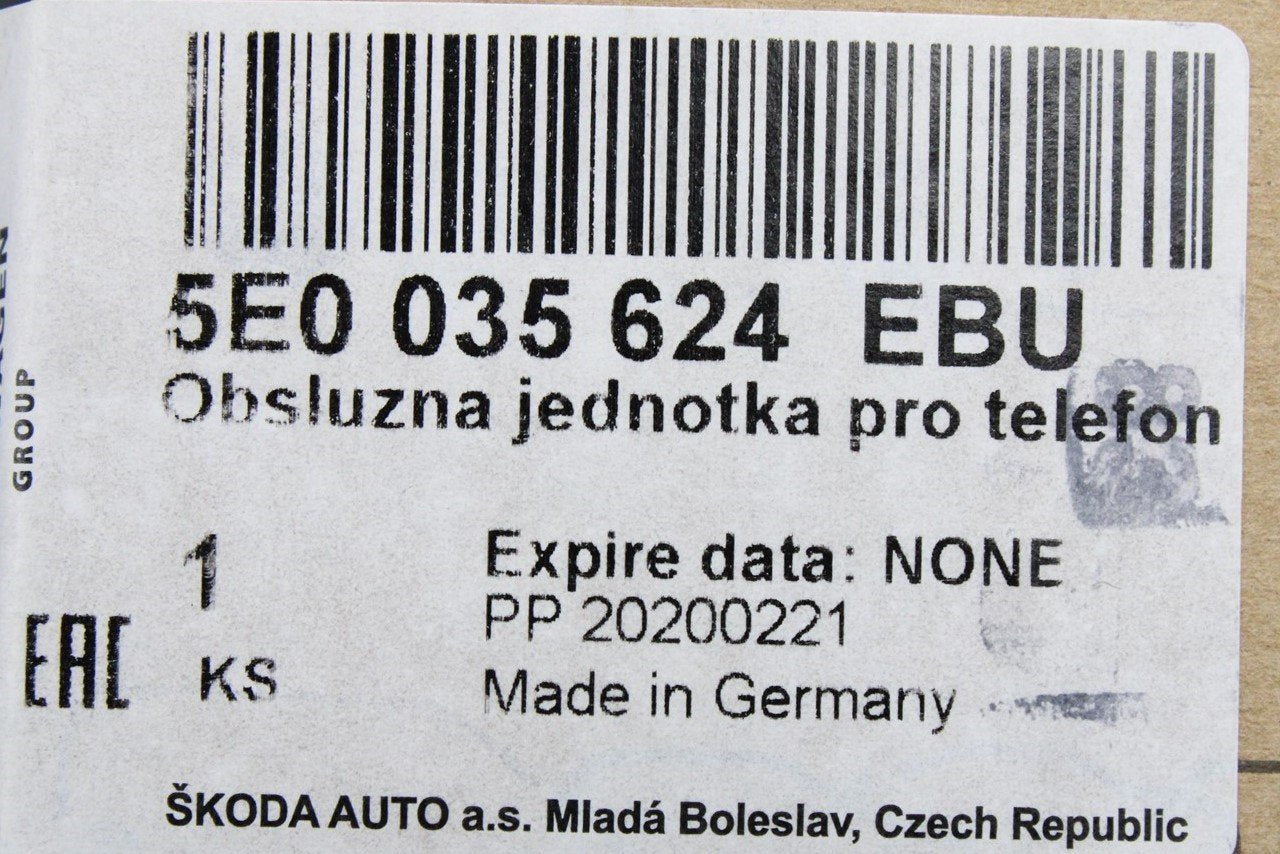 5E0 035 624 EBU
Obsluzna jednotka pro telefon
1
Expire data: NONE
PP 20200221
KS
Made in Germany
ŠKODA AUTO a.s. Mladá Boleslav, Czech Republic
GROUP
EAC